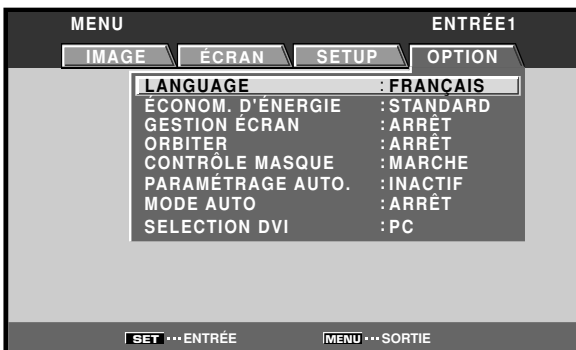 MENU ENTRÉE1
IMAGE ÉCRAN SETUP OPTION
LANGUAGE : FRANÇAIS
ÉCONOM. D'ÉNERGIE : STANDARD
GESTION ÉCRAN : ARRÊT
ORBITER : ARRÊT
CONTRÔLE MASQUE : MARCHE
PARAMÉTRAGE AUTO. : INACTIF
MODE AUTO : ARRÊT
SELECTION DVI : PC
SET ··· ENTRÉE MENU ··· SORTIE